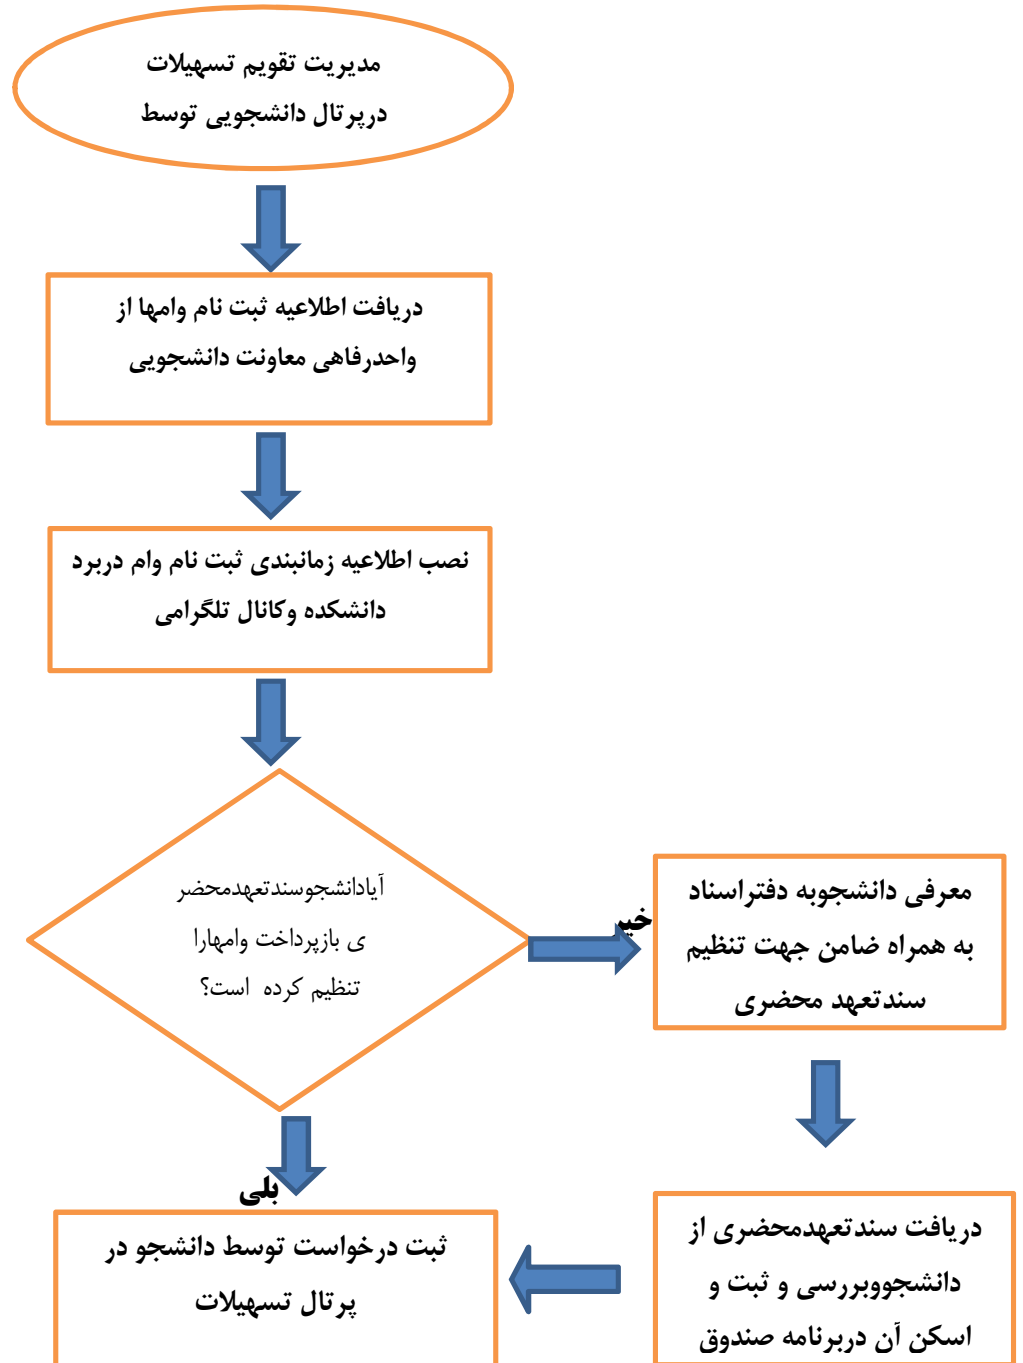 مدیریت تقویم تسهیلات
درپرتال دانشجویی توسط
دریافت اطلاعیه ثبت نام وامها از
واحدرفاهی معاونت دانشجویی
نصب اطلاعیه زمانبندی ثبت نام وام دربرد
دانشکده وکانال تلگرامی
آیادانشجوسندتعهدمحضر
ی بازپرداخت وامهارا
تنظیم کرده است؟
خیر
معرفی دانشجوبه دفتراسناد
به همراه ضامن جهت تنظیم
سندتعهد محضری
بلی
ثبت درخواست توسط دانشجو در
پرتال تسهیلات
دریافت سندتعهدمحضری از
دانشجووبررسی و ثبت و
اسکن آن دربرنامه صندوق